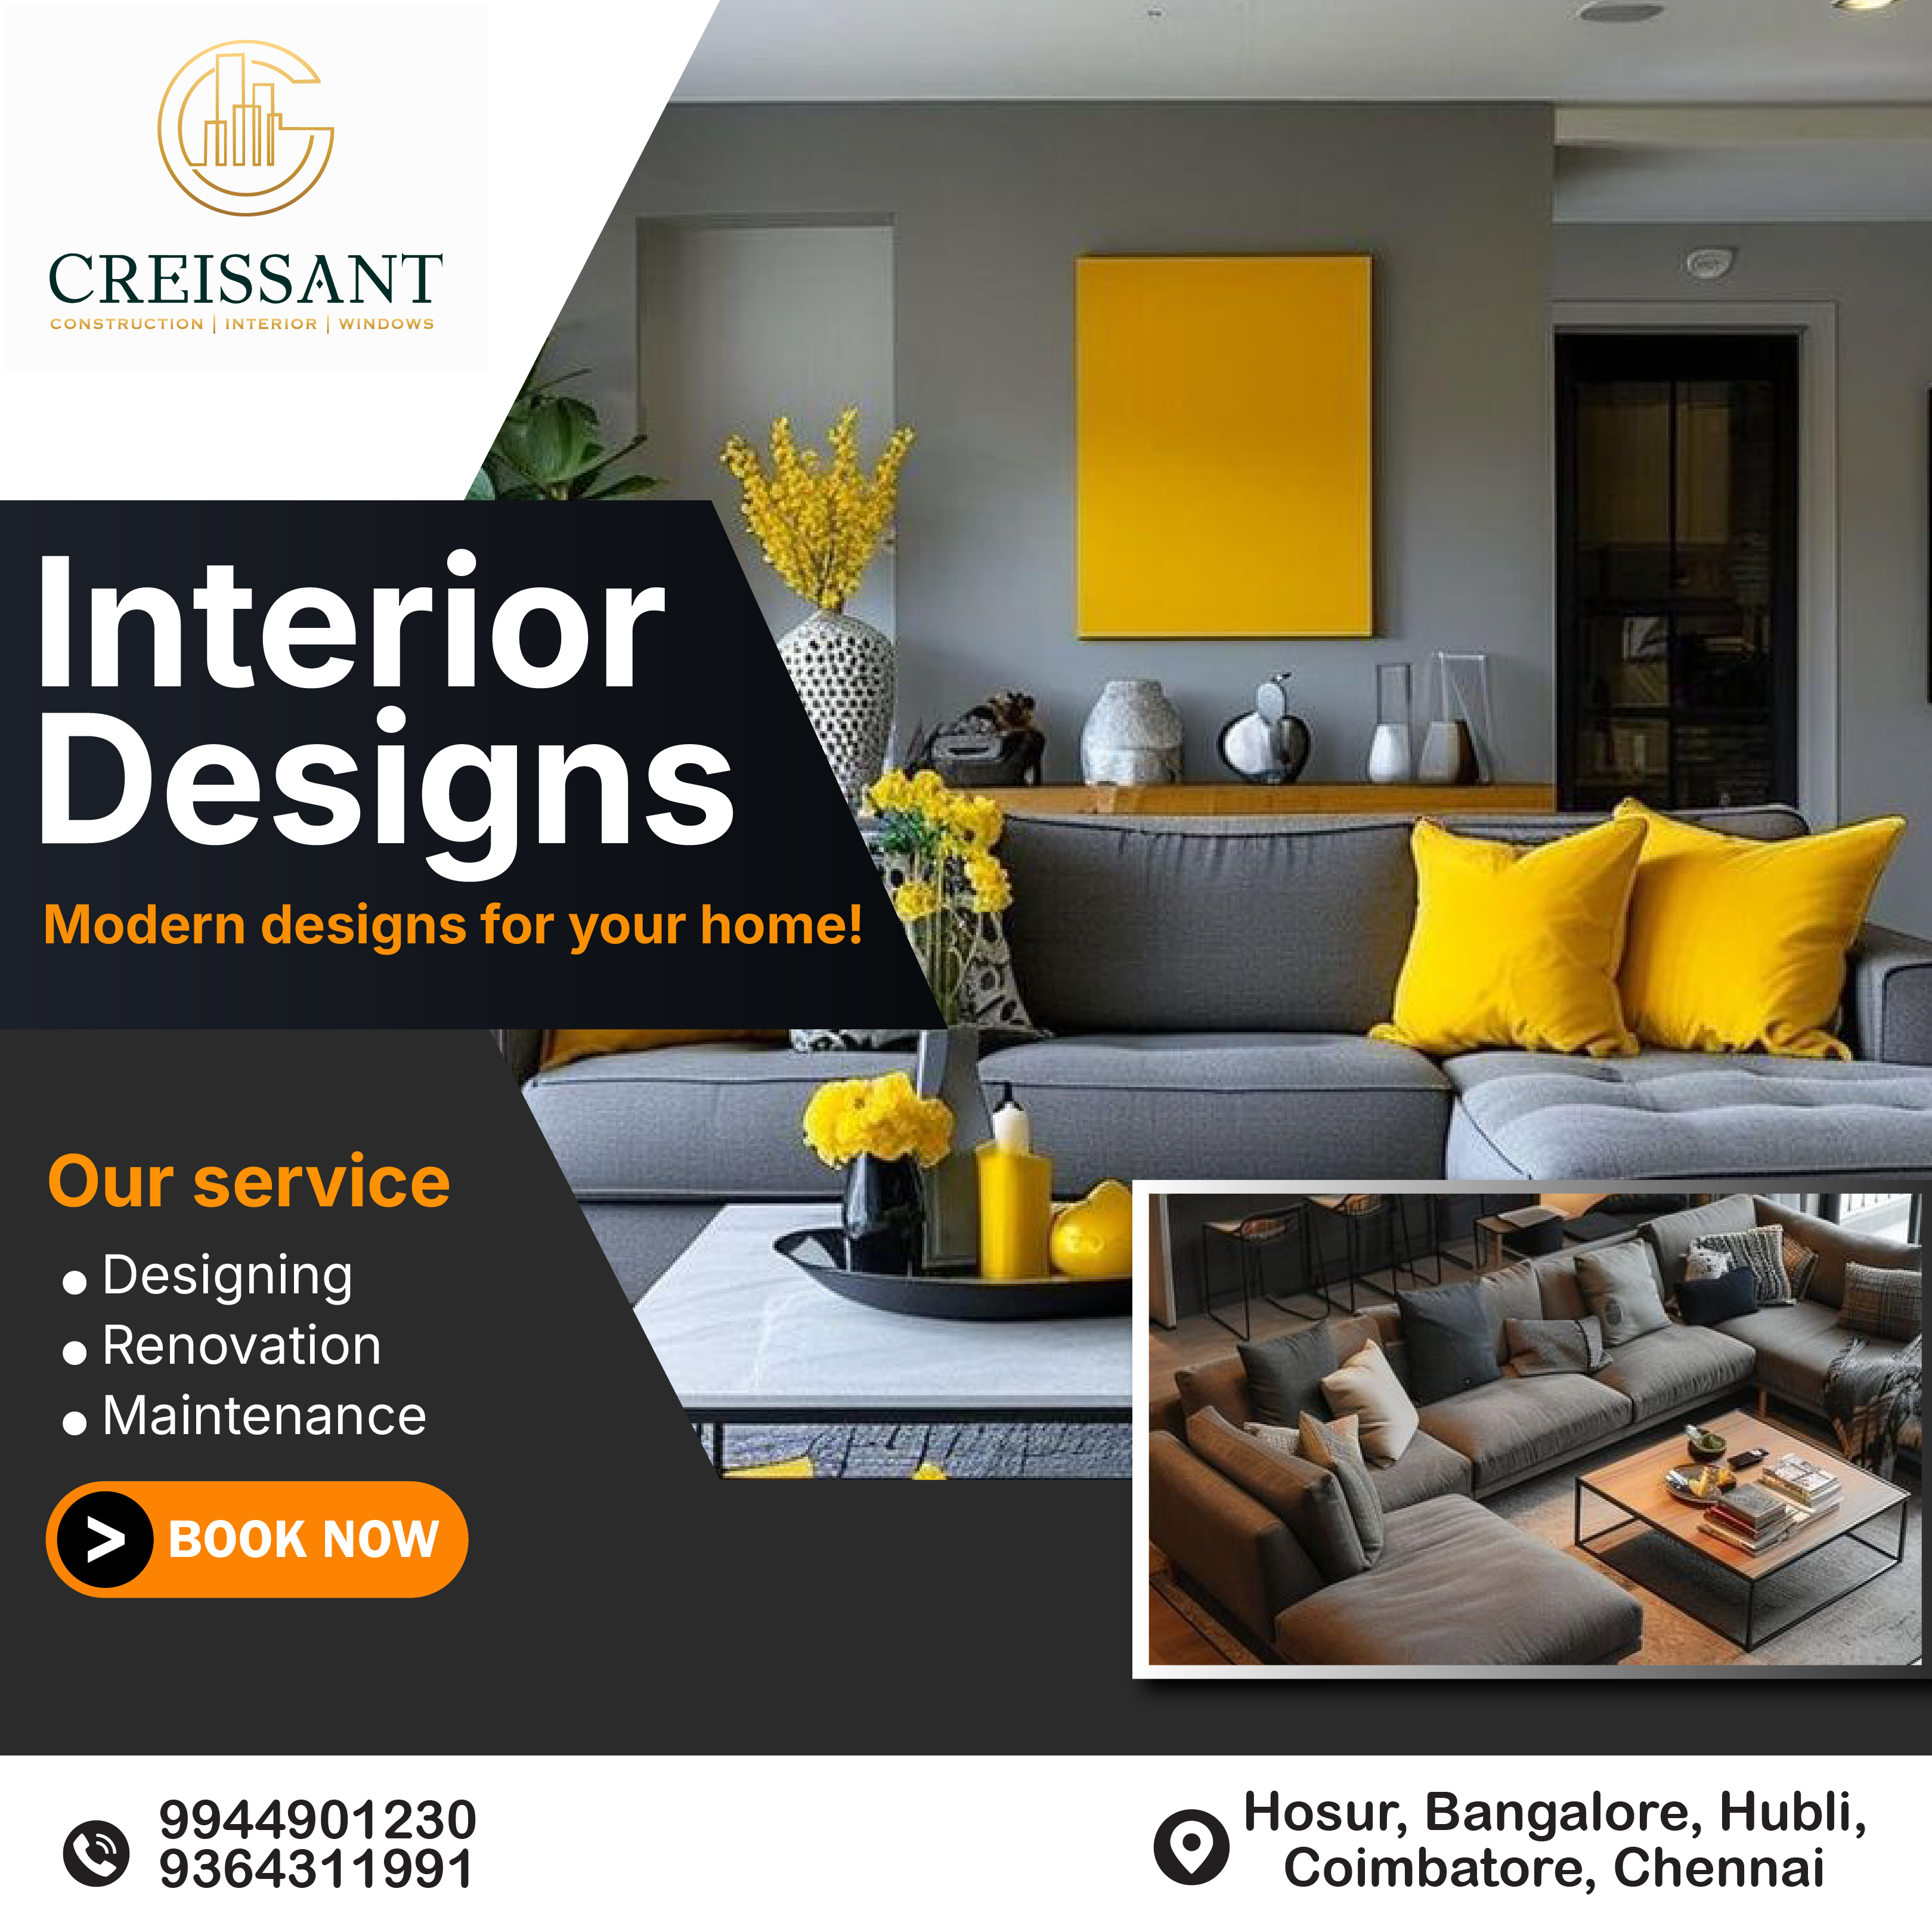 CREISSANT
CONSTRUCTION | INTERIOR | WINDOWS
Interior
Designs
Modern designs for your home!
Our service
● Designing
● Renovation
● Maintenance
> BOOK NOW
9944901230
9364311991
Hosur, Bangalore, Hubli,
Coimbatore, Chennai